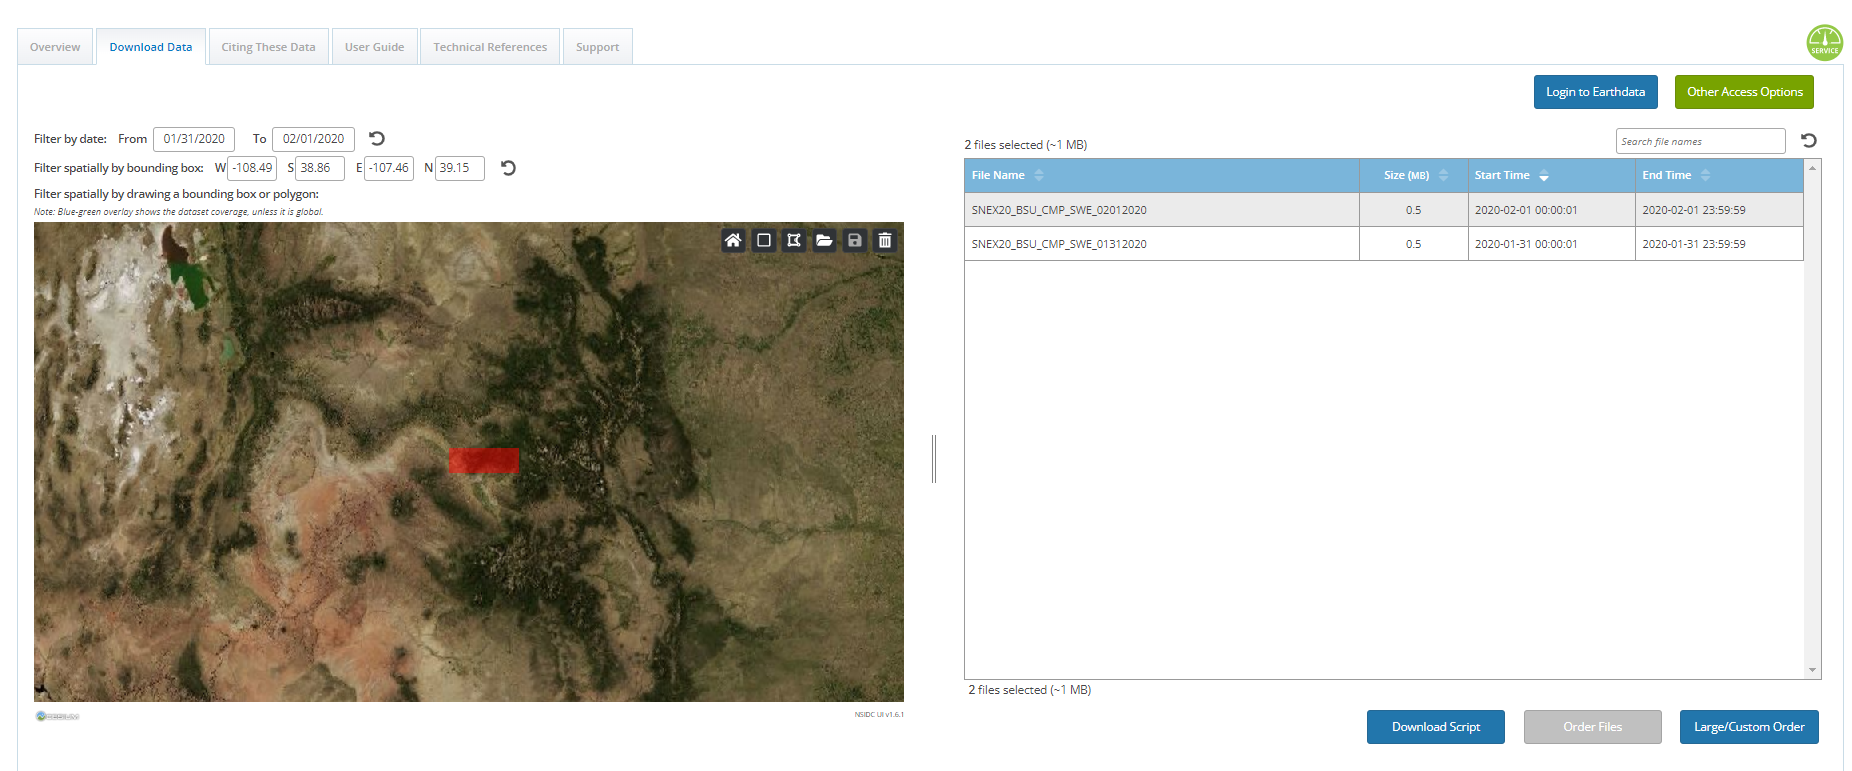 Overview Download Data Citing These Data User Guide Technical References Support
SERVICE
Login to Earthdata Other Access Options
Filter by date: From 01/31/2020 To 02/01/2020
Filter spatially by bounding box: W -108.49 S 38.86 E -107.46 N 39.15
Filter spatially by drawing a bounding box or polygon:
Note: Blue-green overlay shows the dataset coverage, unless it is global.
NSIDC UI v1.6.1
2 files selected (~1 MB) Search file names
File Name Size (MB) Start Time End Time
SNEX20_BSU_CMP_SWE_02012020 0.5 2020-02-01 00:00:01 2020-02-01 23:59:59
SNEX20_BSU_CMP_SWE_01312020 0.5 2020-01-31 00:00:01 2020-01-31 23:59:59
2 files selected (~1 MB)
Download Script Order Files Large/Custom Order